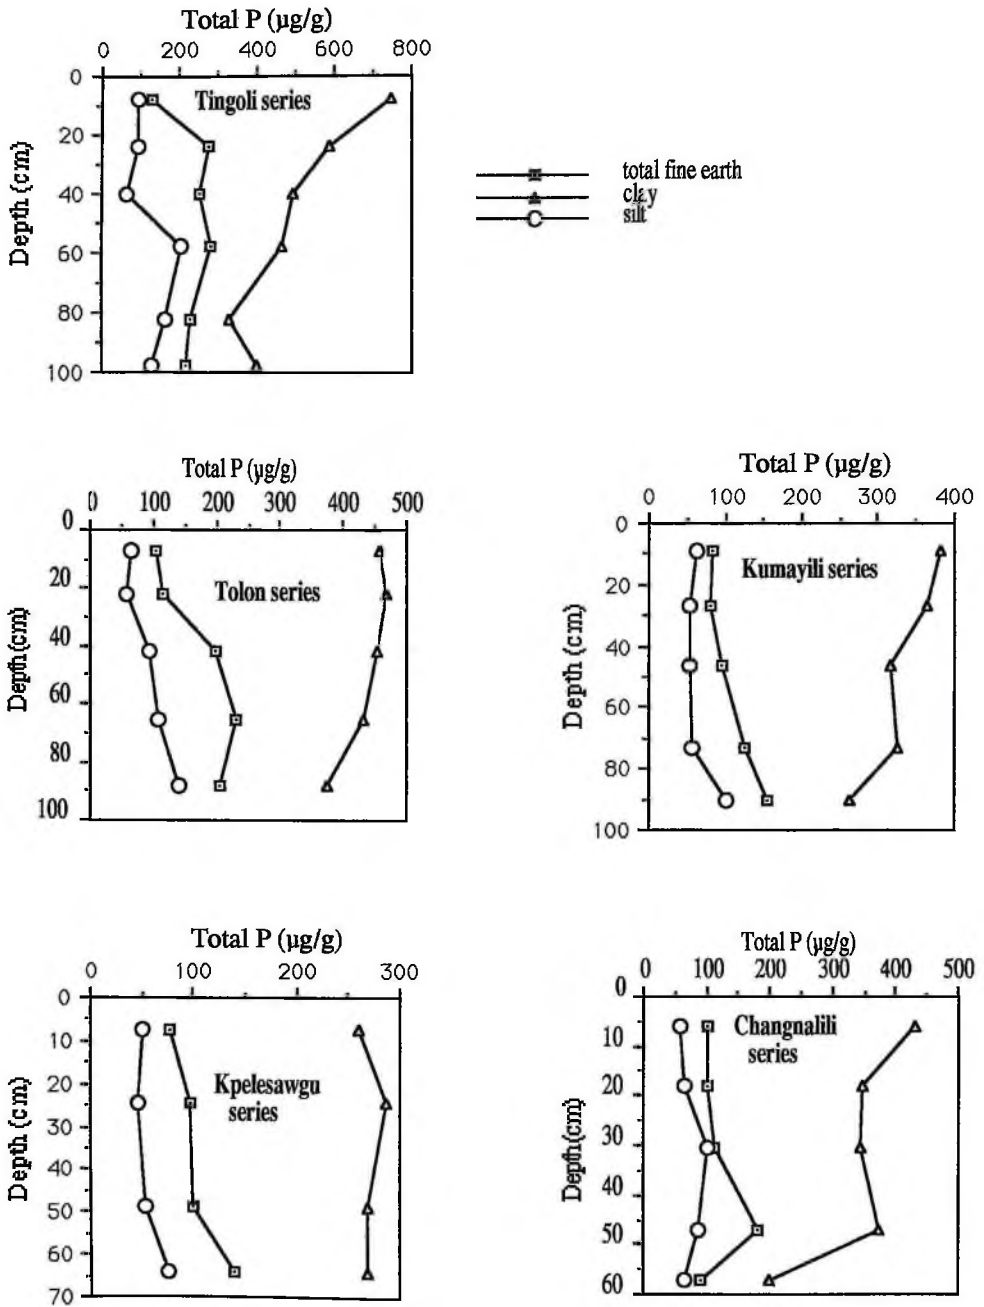 Total P (µg/g)
0 200 400 600 800
0
20
40
60
80
100
Depth (cm)
Tingoli series
total fine earth
clay
silt
Total P (µg/g)
0 100 200 300 400 500
0
20
40
60
80
100
Depth(cm)
Tolon series
Total P (µg/g)
0 100 200 300 400
0
20
40
60
80
100
Depth (cm)
Kumayili series
Total P (µg/g)
0 100 200 300
0
10
20
30
40
50
60
70
Depth (cm)
Kpelesawgu
series
Total P (µg/g)
0 100 200 300 400 500
0
10
20
30
40
50
60
Depth(cm)
Changnalili
series